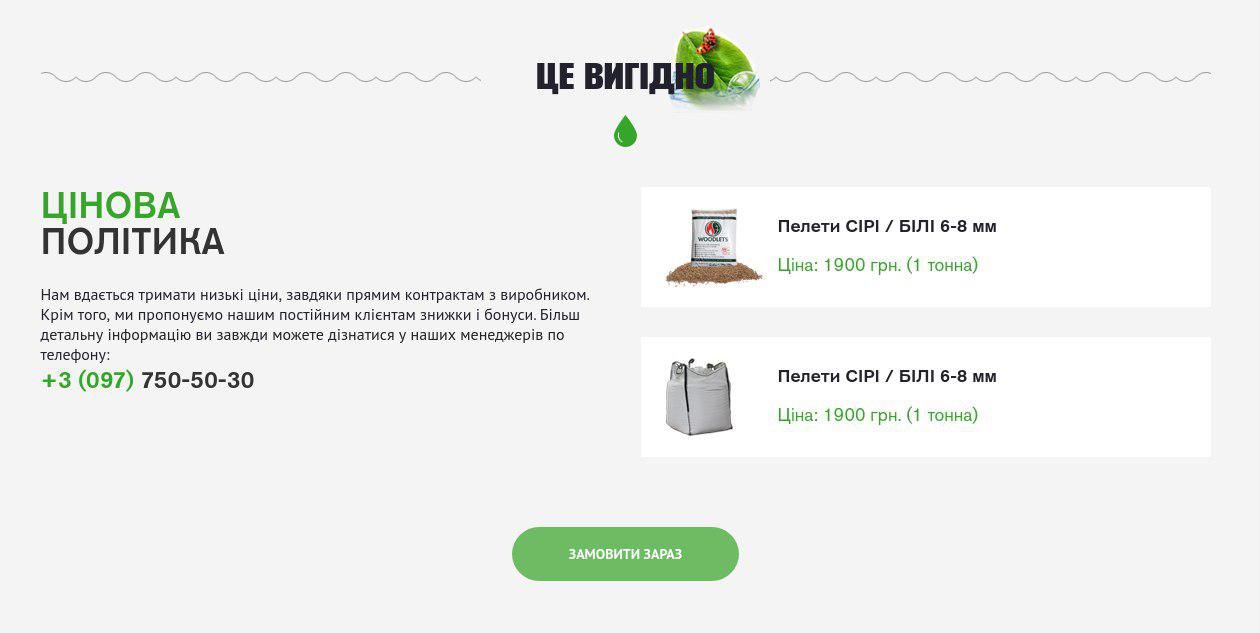 ЦЕ ВИГІДНО
ЦІНОВА
ПОЛІТИКА
Нам вдається тримати низькі ціни, завдяки прямим контрактам з виробником.
Крім того, ми пропонуємо нашим постійним клієнтам знижки і бонуси. Більш
детальну інформацію ви завжди можете дізнатися у наших менеджерів по
телефону:
+3 (097) 750-50-30
WOODLETS
Пелети СІРІ / БІЛІ 6-8 мм
Ціна: 1900 грн. (1 тонна)
Пелети СІРІ / БІЛІ 6-8 мм
Ціна: 1900 грн. (1 тонна)
ЗАМОВИТИ ЗАРАЗ